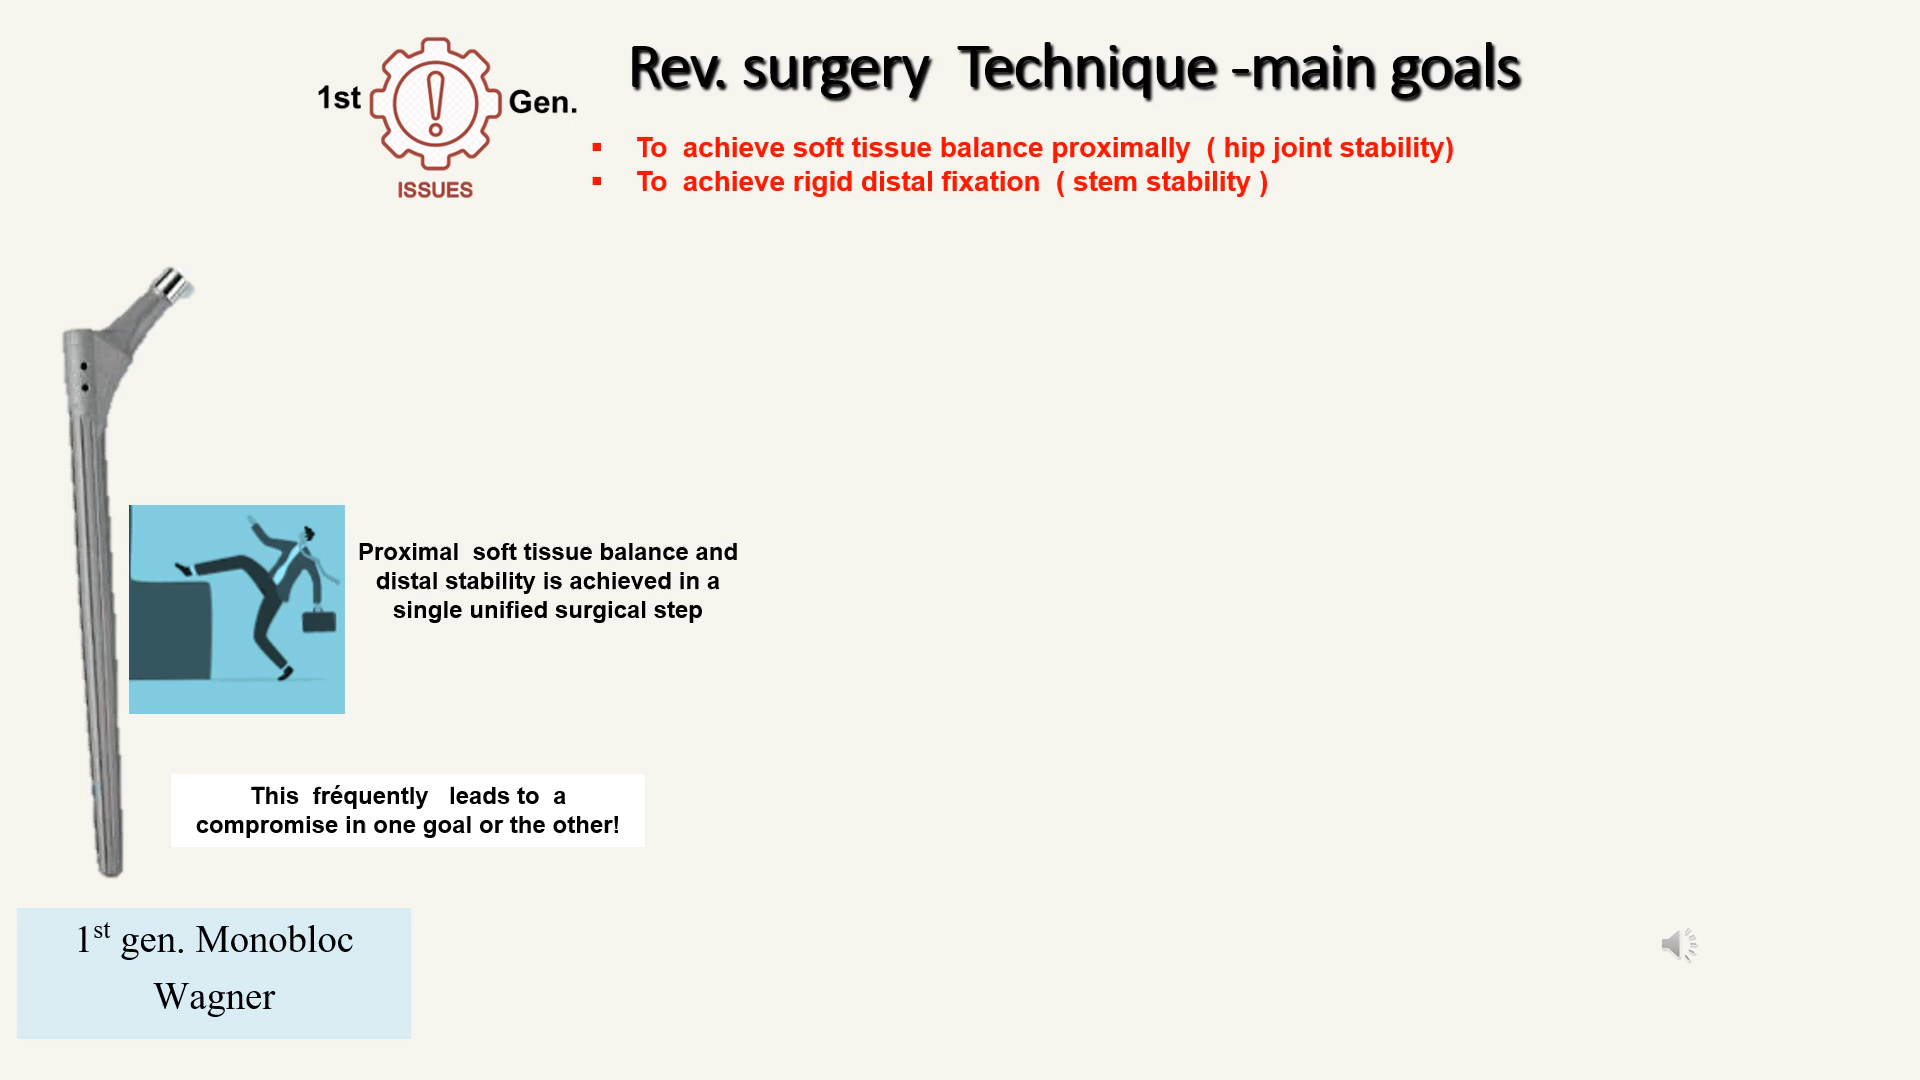 Rev. surgery Technique -main goals
1st Gen.
ISSUES
▪ To achieve soft tissue balance proximally ( hip joint stability)
▪ To achieve rigid distal fixation ( stem stability )
Proximal soft tissue balance and
distal stability is achieved in a
single unified surgical step
This fréquently leads to a
compromise in one goal or the other!
1st gen. Monobloc
Wagner